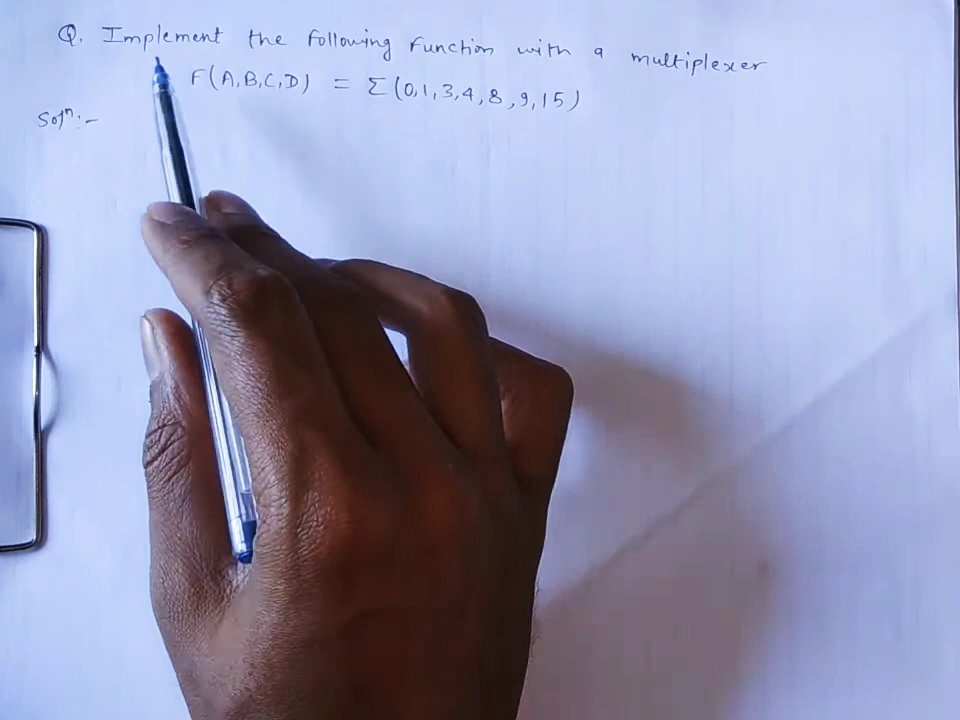 Q. Implement the following function with a multiplexer
F(A,B,C,D) = Σ(0,1,3,4,8,9,15)
Solⁿ:-